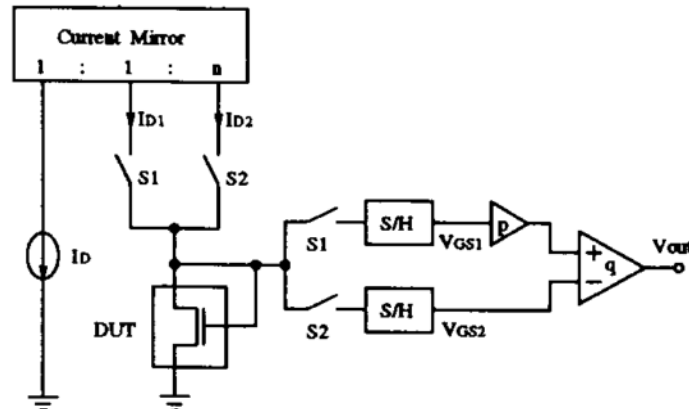 Current Mirror
1 : 1 : n
ID1 ID2
S1 S2
ID
DUT
S1 S/H VGS1 p
S2 S/H VGS2
+ q −
Vout